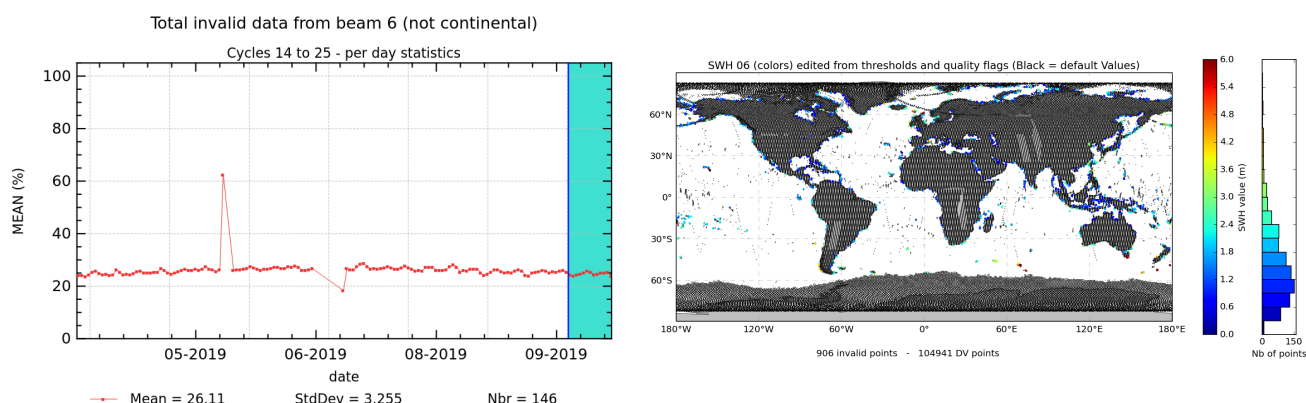 Total invalid data from beam 6 (not continental)
Cycles 14 to 25 - per day statistics
100
80
60
40
20
0
MEAN (%)
05-2019
06-2019
08-2019
09-2019
date
Mean = 26.11 StdDev = 3.255 Nbr = 146
SWH 06 (colors) edited from thresholds and quality flags (Black = default Values)
60°N
30°N
0°
30°S
60°S
180°W 120°W 60°W 0° 60°E 120°E 180°E
906 invalid points - 104941 DV points
6.0
5.4
4.8
4.2
3.6
3.0
2.4
1.8
1.2
0.6
0.0
SWH value (m)
0 150
Nb of points